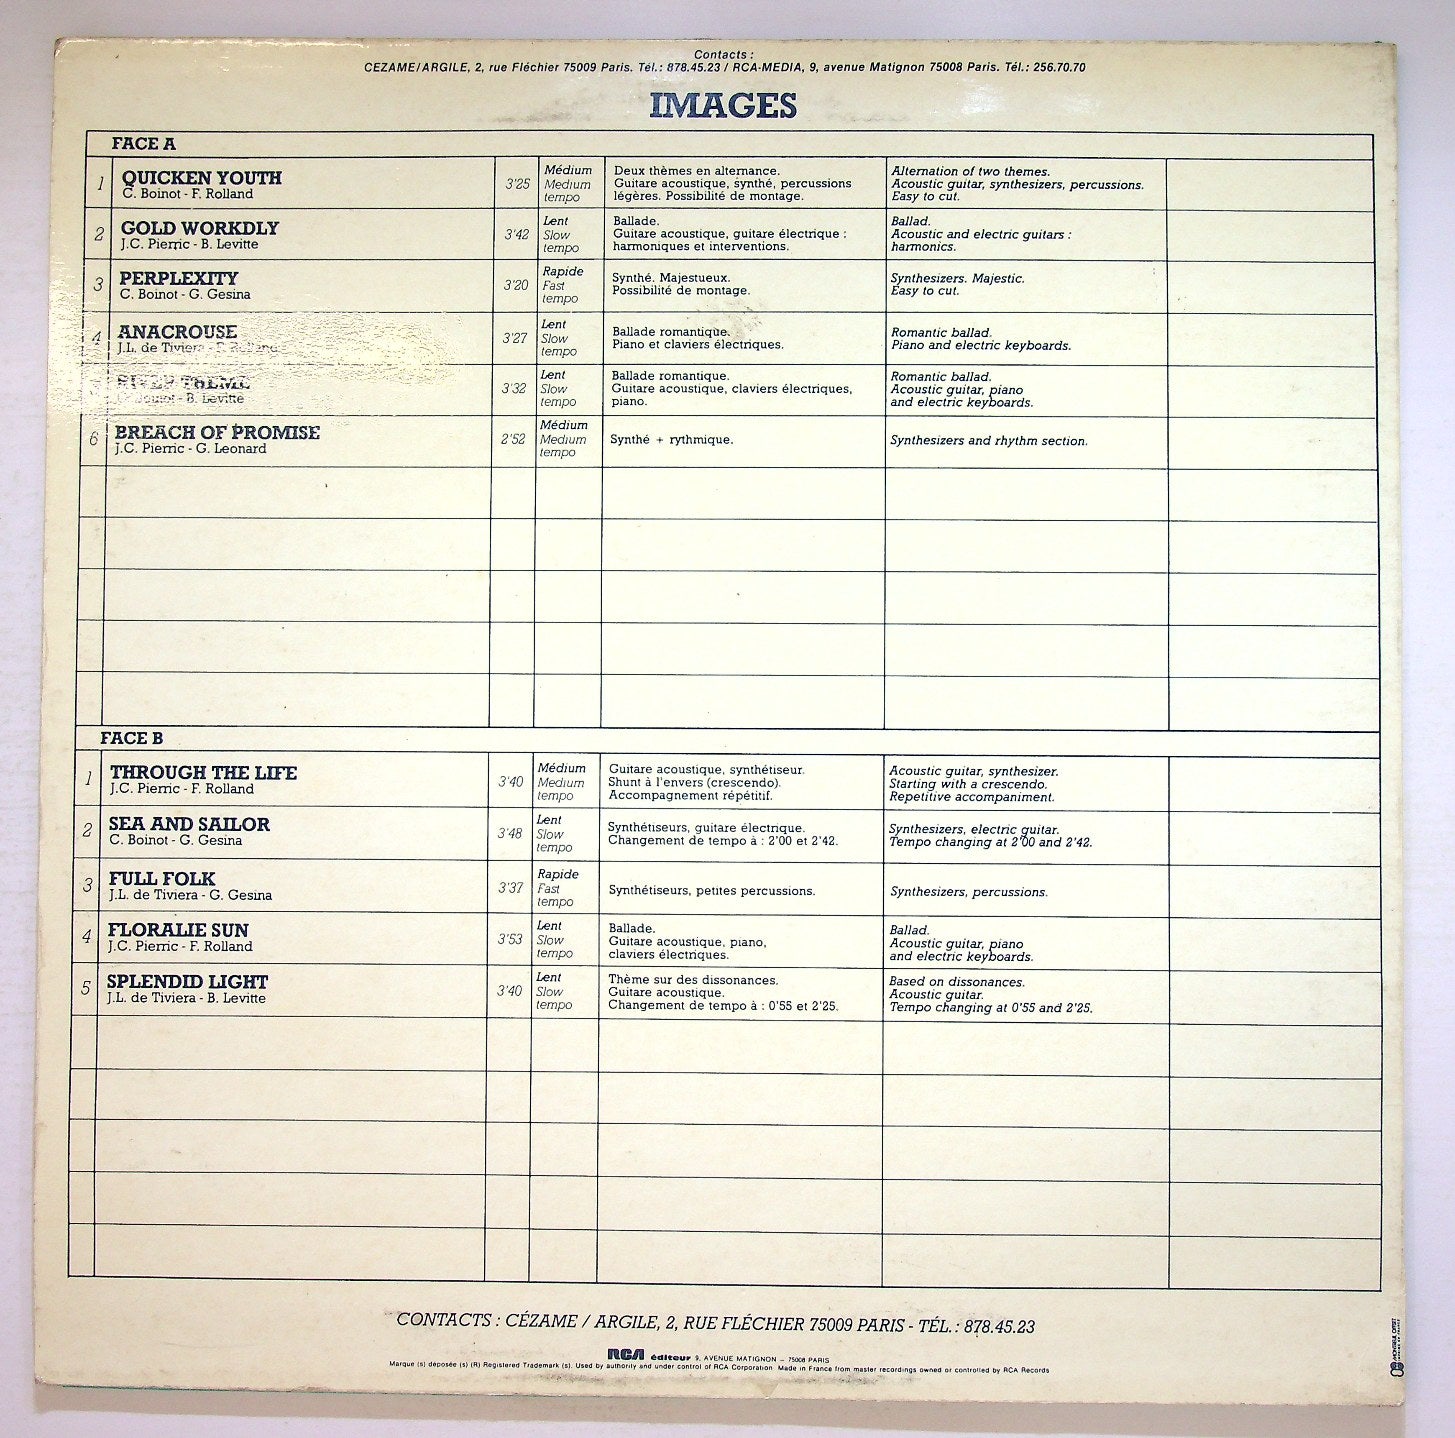 Contacts :
CEZAME/ARGILE, 2, rue Fléchier 75009 Paris. Tél.: 878.45.23 / RCA-MEDIA, 9, avenue Matignon 75008 Paris. Tél.: 256.70.70
IMAGES
FACE A
1 QUICKEN YOUTH
C. Boinot - F. Rolland
3'25
Médium
Medium
tempo
Deux thèmes en alternance.
Guitare acoustique, synthé, percussions
légères. Possibilité de montage.
Alternation of two themes.
Acoustic guitar, synthesizers, percussions.
Easy to cut.
2 GOLD WORKDLY
J.C. Pierric - B. Levitte
3'42
Lent
Slow
tempo
Ballade.
Guitare acoustique, guitare électrique :
harmoniques et interventions.
Ballad.
Acoustic and electric guitars :
harmonics.
3 PERPLEXITY
C. Boinot - G. Gesina
3'20
Rapide
Fast
tempo
Synthé. Majestueux.
Possibilité de montage.
Synthesizers. Majestic.
Easy to cut.
4 ANACROUSE
J.L. de Tiviera - F. Rolland
3'27
Lent
Slow
tempo
Ballade romantique.
Piano et claviers électriques.
Romantic ballad.
Piano and electric keyboards.
RIVER THEME
C. Boinot - B. Levitte
3'32
Lent
Slow
tempo
Ballade romantique.
Guitare acoustique, claviers électriques,
piano.
Romantic ballad.
Acoustic guitar, piano
and electric keyboards.
6 BREACH OF PROMISE
J.C. Pierric - G. Leonard
2'52
Médium
Medium
tempo
Synthé + rythmique.
Synthesizers and rhythm section.
FACE B
1 THROUGH THE LIFE
J.C. Pierric - F. Rolland
3'40
Médium
Medium
tempo
Guitare acoustique, synthétiseur.
Shunt à l'envers (crescendo).
Accompagnement répétitif.
Acoustic guitar, synthesizer.
Starting with a crescendo.
Repetitive accompaniment.
2 SEA AND SAILOR
C. Boinot - G. Gesina
3'48
Lent
Slow
tempo
Synthétiseurs, guitare électrique.
Changement de tempo à : 2'00 et 2'42.
Synthesizers, electric guitar.
Tempo changing at 2'00 and 2'42.
3 FULL FOLK
J.L. de Tiviera - G. Gesina
3'37
Rapide
Fast
tempo
Synthétiseurs, petites percussions.
Synthesizers, percussions.
4 FLORALIE SUN
J.C. Pierric - F. Rolland
3'53
Lent
Slow
tempo
Ballade.
Guitare acoustique, piano,
claviers électriques.
Ballad.
Acoustic guitar, piano
and electric keyboards.
5 SPLENDID LIGHT
J.L. de Tiviera - B. Levitte
3'40
Lent
Slow
tempo
Thème sur des dissonances.
Guitare acoustique.
Changement de tempo à : 0'55 et 2'25.
Based on dissonances.
Acoustic guitar.
Tempo changing at 0'55 and 2'25.
CONTACTS : CÉZAME / ARGILE, 2, RUE FLÉCHIER 75009 PARIS - TÉL. : 878.45.23
RCA éditeur 9, AVENUE MATIGNON - 75008 PARIS
Marque (s) déposée (s) (R) Registered Trademark (s). Used by authority and under control of RCA Corporation. Made in France from master recordings owned or controlled by RCA Records